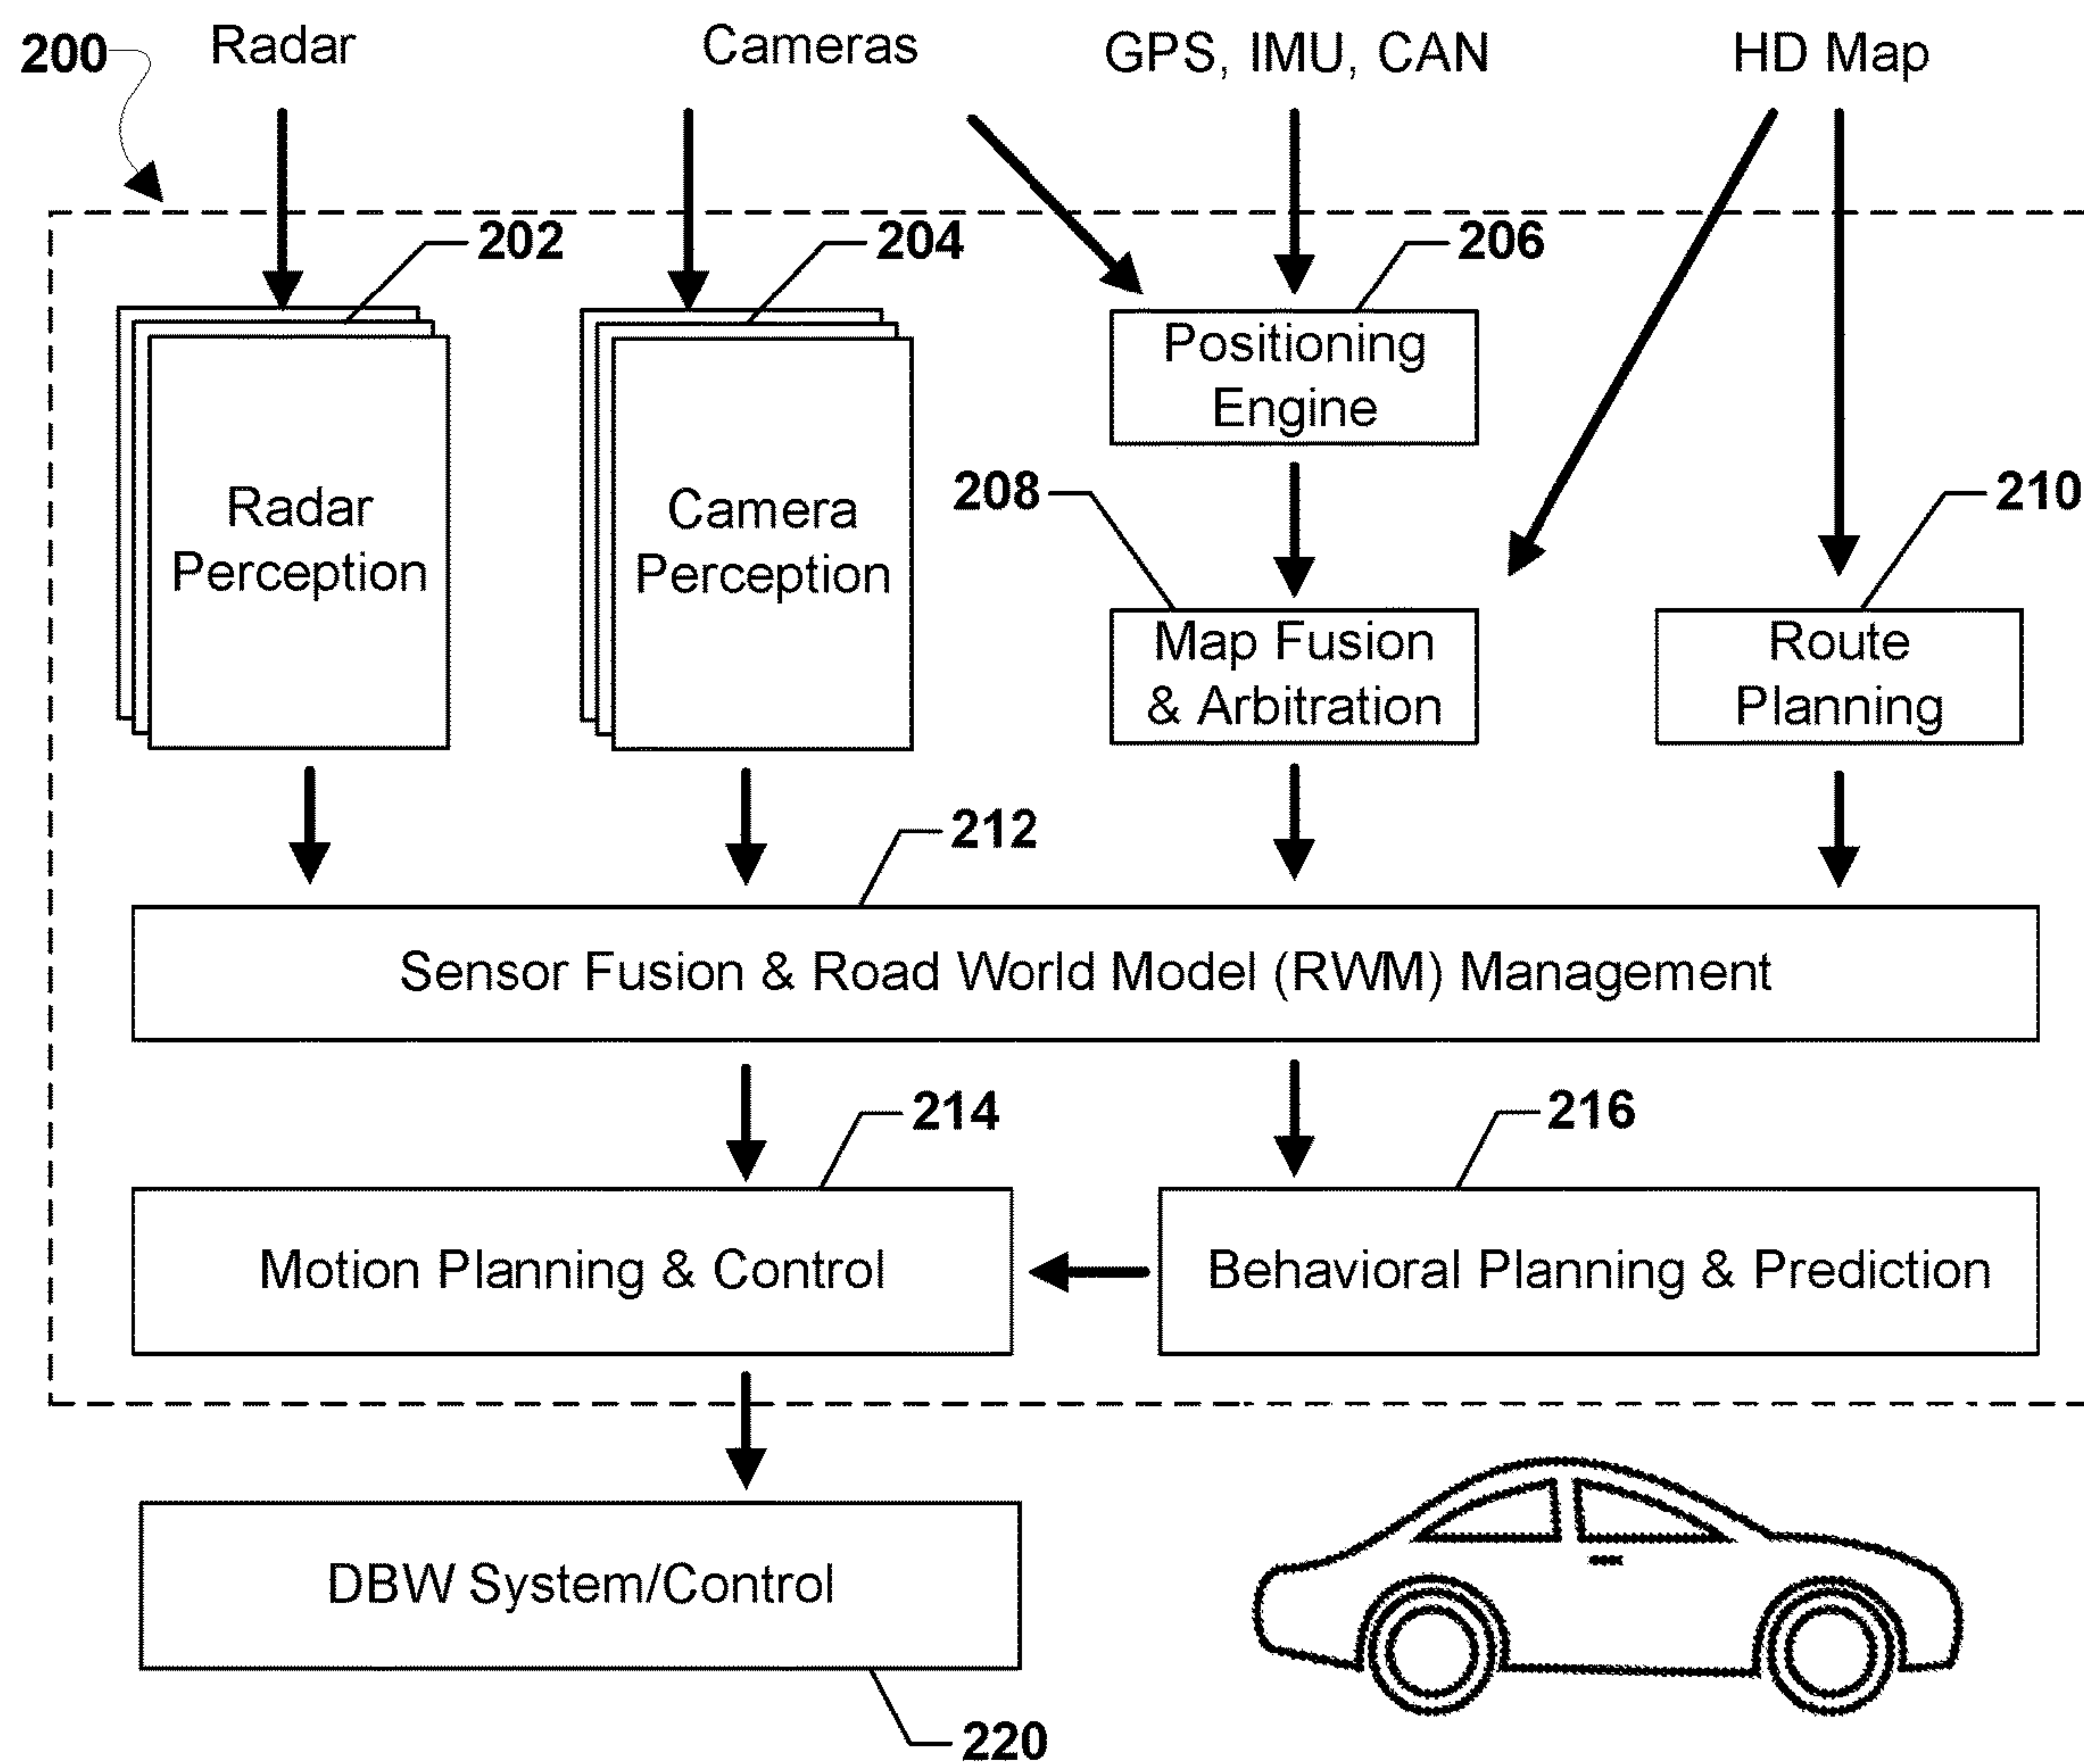 200
Radar
Cameras
GPS, IMU, CAN
HD Map
202
204
206
Positioning
Engine
208
210
Radar
Perception
Camera
Perception
Map Fusion
& Arbitration
Route
Planning
212
Sensor Fusion & Road World Model (RWM) Management
214
216
Motion Planning & Control
Behavioral Planning & Prediction
DBW System/Control
220